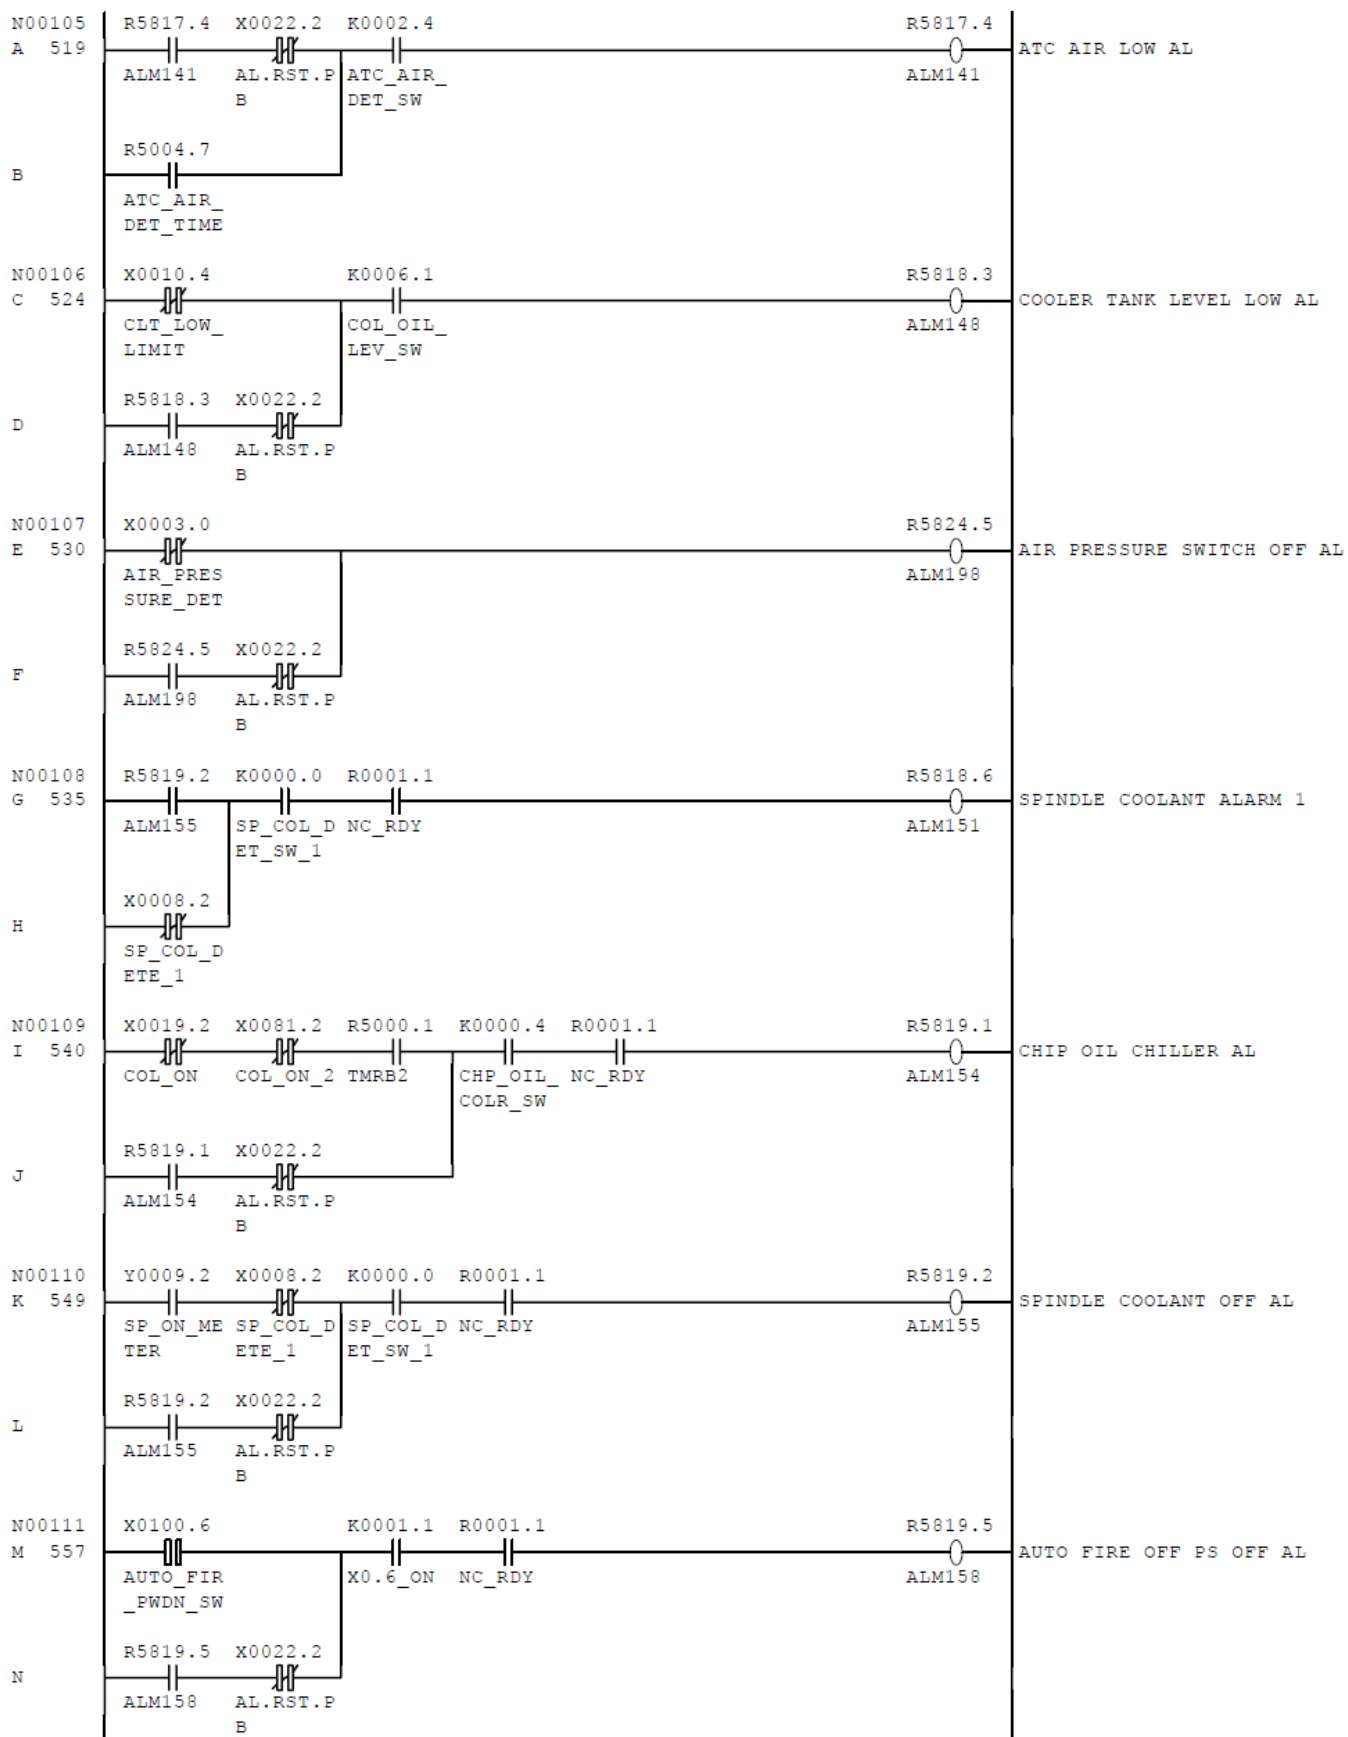 N00105 R5817.4 X0022.2 K0002.4 R5817.4
A 519 ATC AIR LOW AL
ALM141 AL.RST.P ATC_AIR_ ALM141
B DET_SW
R5004.7
B
ATC_AIR_
DET_TIME
N00106 X0010.4 K0006.1 R5818.3
C 524 COOLER TANK LEVEL LOW AL
CLT_LOW_ COL_OIL_ ALM148
LIMIT LEV_SW
R5818.3 X0022.2
D
ALM148 AL.RST.P
B
N00107 X0003.0 R5824.5
E 530 AIR PRESSURE SWITCH OFF AL
AIR_PRES ALM198
SURE_DET
R5824.5 X0022.2
F
ALM198 AL.RST.P
B
N00108 R5819.2 K0000.0 R0001.1 R5818.6
G 535 SPINDLE COOLANT ALARM 1
ALM155 SP_COL_D NC_RDY ALM151
ET_SW_1
X0008.2
H
SP_COL_D
ETE_1
N00109 X0019.2 X0081.2 R5000.1 K0000.4 R0001.1 R5819.1
I 540 CHIP OIL CHILLER AL
COL_ON COL_ON_2 TMRB2 CHP_OIL_ NC_RDY ALM154
COLR_SW
R5819.1 X0022.2
J
ALM154 AL.RST.P
B
N00110 Y0009.2 X0008.2 K0000.0 R0001.1 R5819.2
K 549 SPINDLE COOLANT OFF AL
SP_ON_ME SP_COL_D SP_COL_D NC_RDY ALM155
TER ETE_1 ET_SW_1
R5819.2 X0022.2
L
ALM155 AL.RST.P
B
N00111 X0100.6 K0001.1 R0001.1 R5819.5
M 557 AUTO FIRE OFF PS OFF AL
AUTO_FIR X0.6_ON NC_RDY ALM158
_PWDN_SW
R5819.5 X0022.2
N
ALM158 AL.RST.P
B